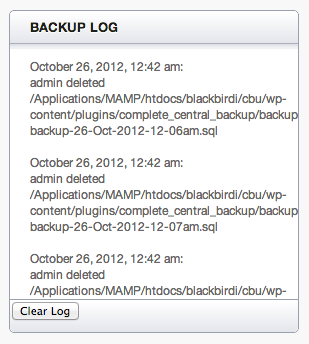 BACKUP LOG
October 26, 2012, 12:42 am:
admin deleted
/Applications/MAMP/htdocs/blackbirdi/cbu/wp-
content/plugins/complete_central_backup/backup
backup-26-Oct-2012-12-06am.sql
October 26, 2012, 12:42 am:
admin deleted
/Applications/MAMP/htdocs/blackbirdi/cbu/wp-
content/plugins/complete_central_backup/backup
backup-26-Oct-2012-12-07am.sql
October 26, 2012, 12:42 am:
admin deleted
/Applications/MAMP/htdocs/blackbirdi/cbu/wp-
Clear Log